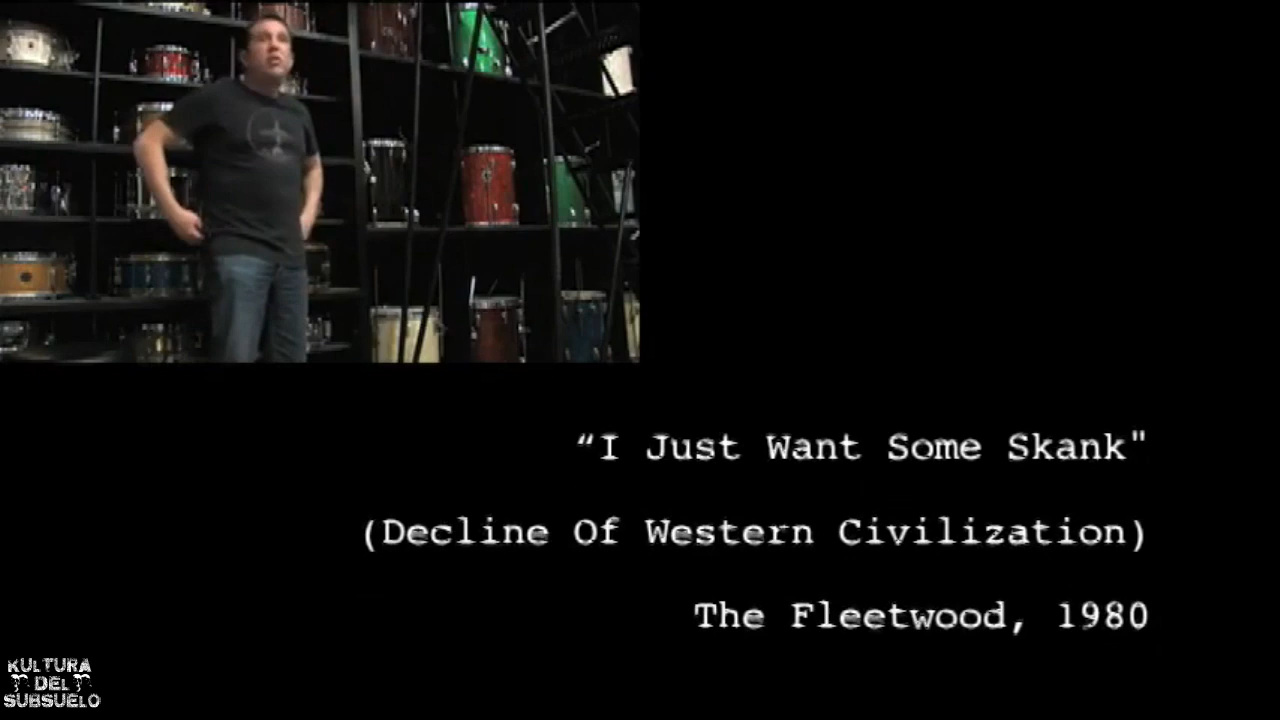 “I Just Want Some Skank"
(Decline Of Western Civilization)
The Fleetwood, 1980
KULTURA
DEL
SUBSUELO